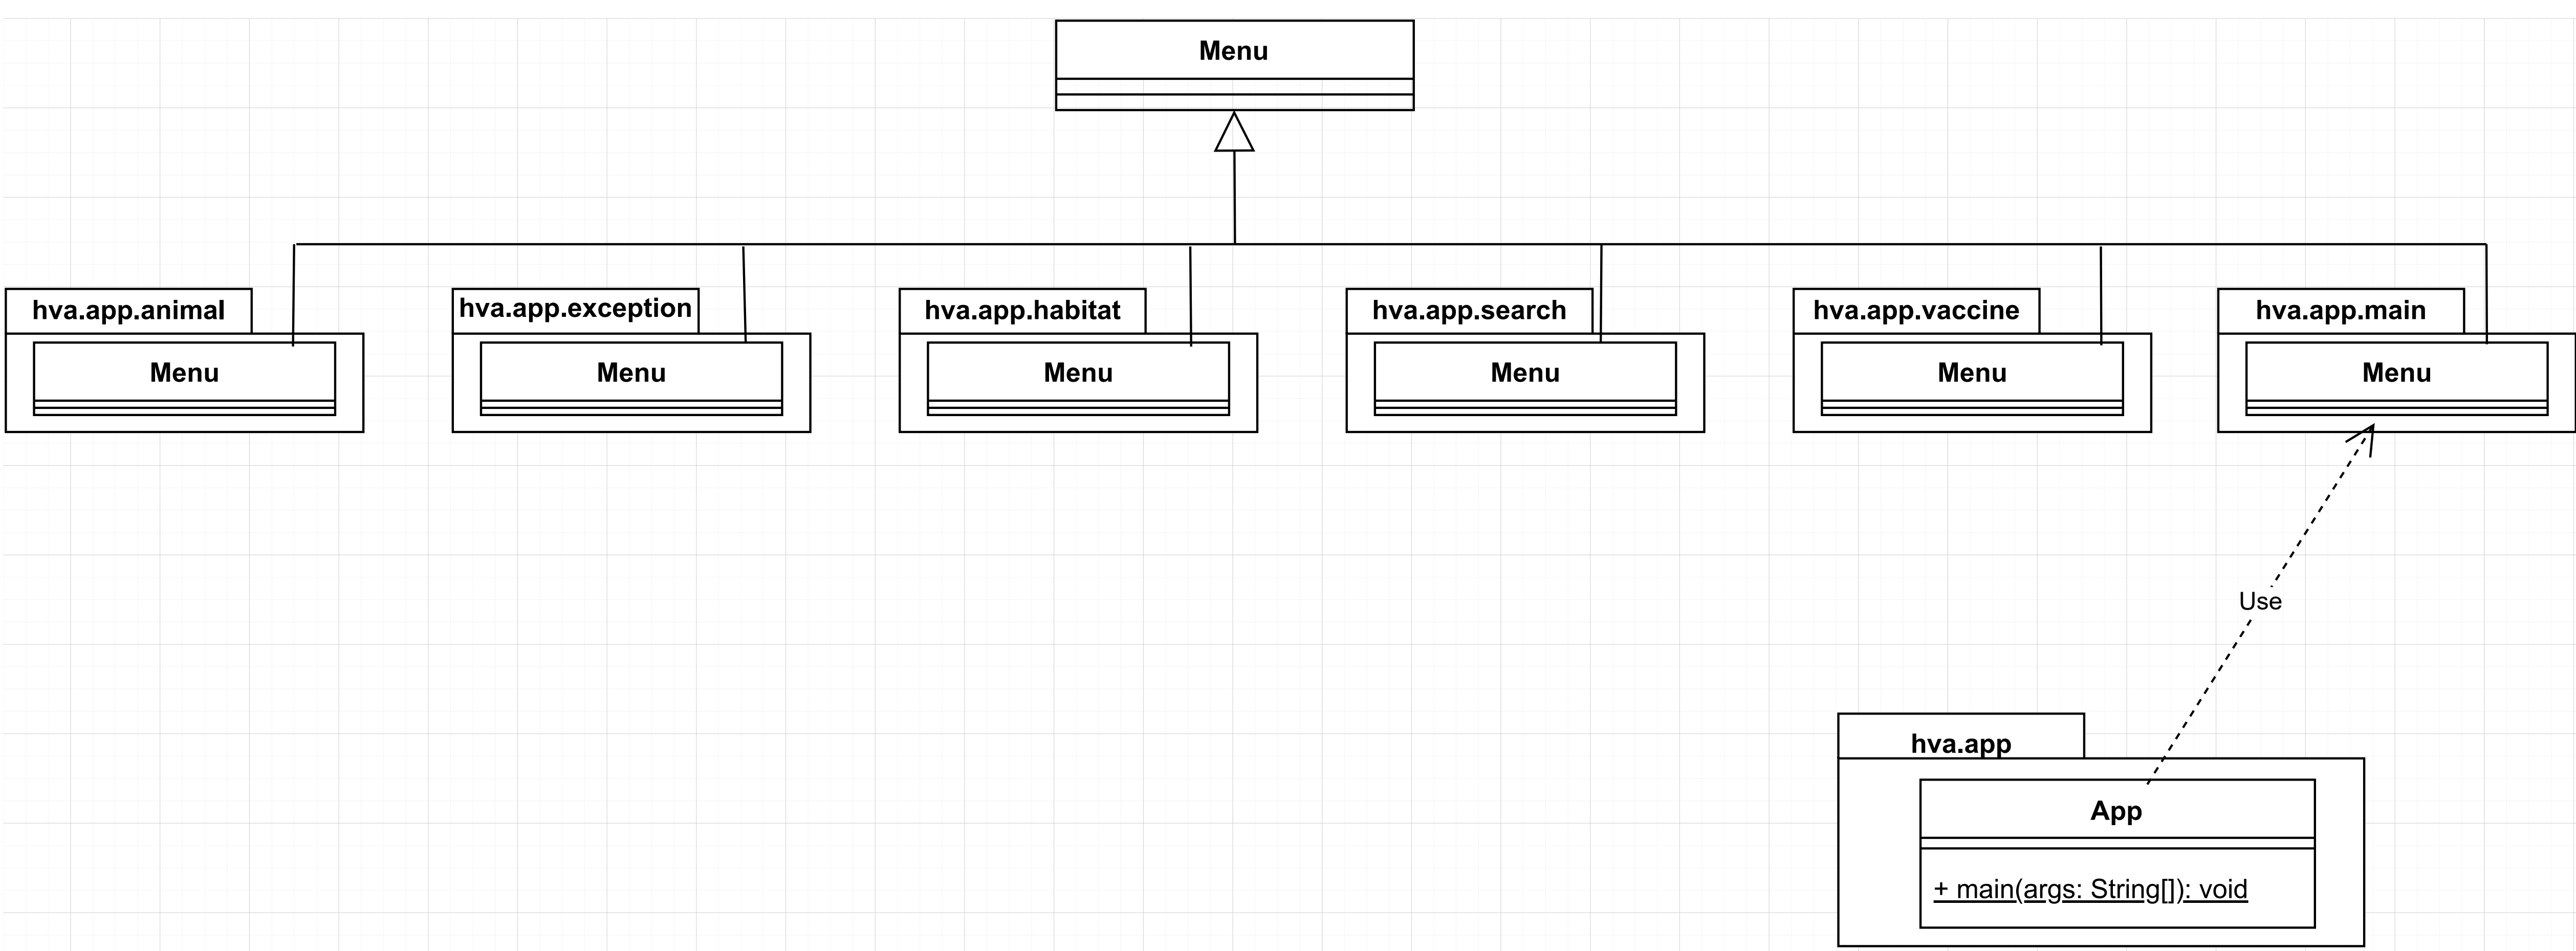 Menu
hva.app.animal
Menu
hva.app.exception
Menu
hva.app.habitat
Menu
hva.app.search
Menu
hva.app.vaccine
Menu
hva.app.main
Menu
Use
hva.app
App
+ main(args: String[]): void